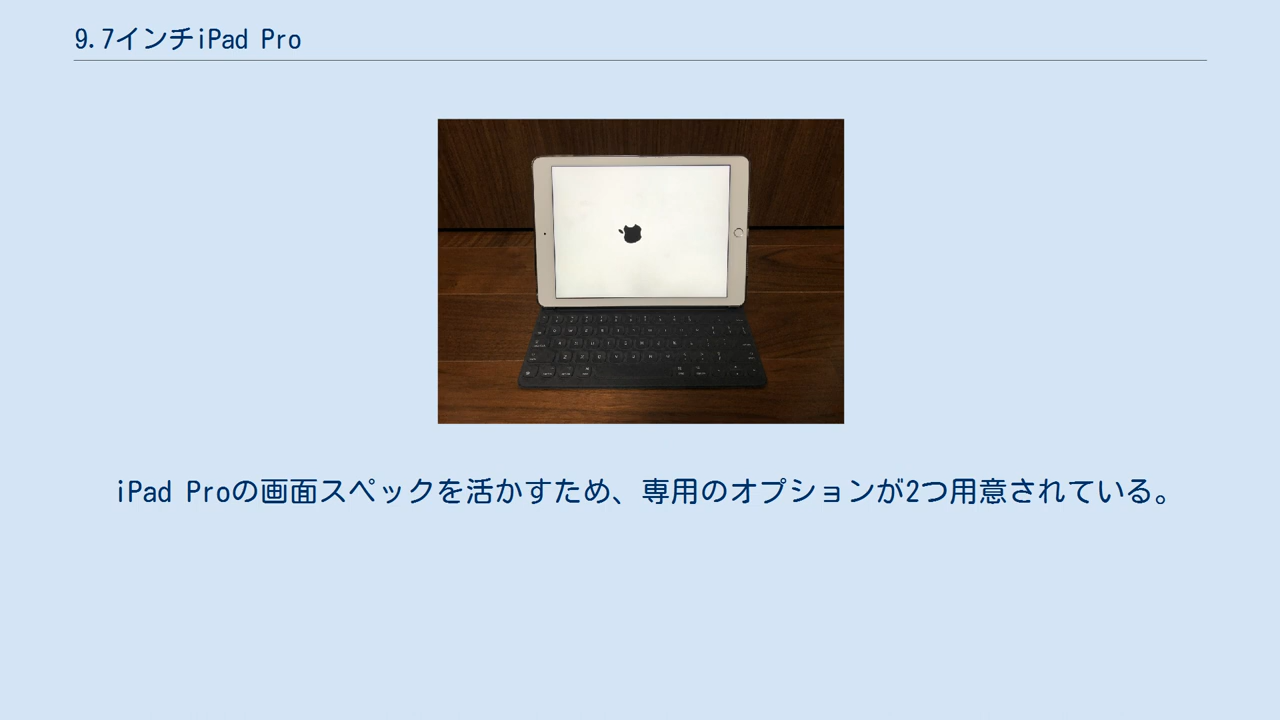 9.7インチiPad Pro
iPad Proの画面スペックを活かすため、専用のオプションが2つ用意されている。